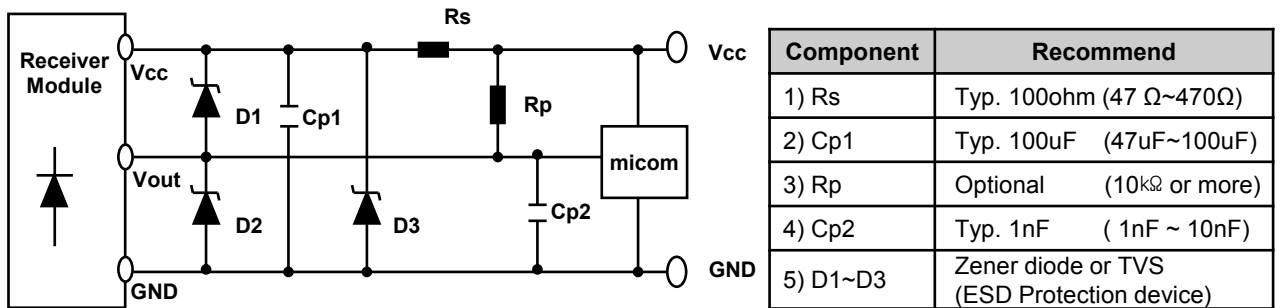 Receiver
Module
Vcc
Vout
GND
D1
D2
Cp1
D3
Rs
Rp
Cp2
micom
Vcc
GND
Component Recommend
1) Rs Typ. 100ohm (47 Ω~470Ω)
2) Cp1 Typ. 100uF (47uF~100uF)
3) Rp Optional (10㏀ or more)
4) Cp2 Typ. 1nF ( 1nF ~ 10nF)
5) D1~D3 Zener diode or TVS
(ESD Protection device)